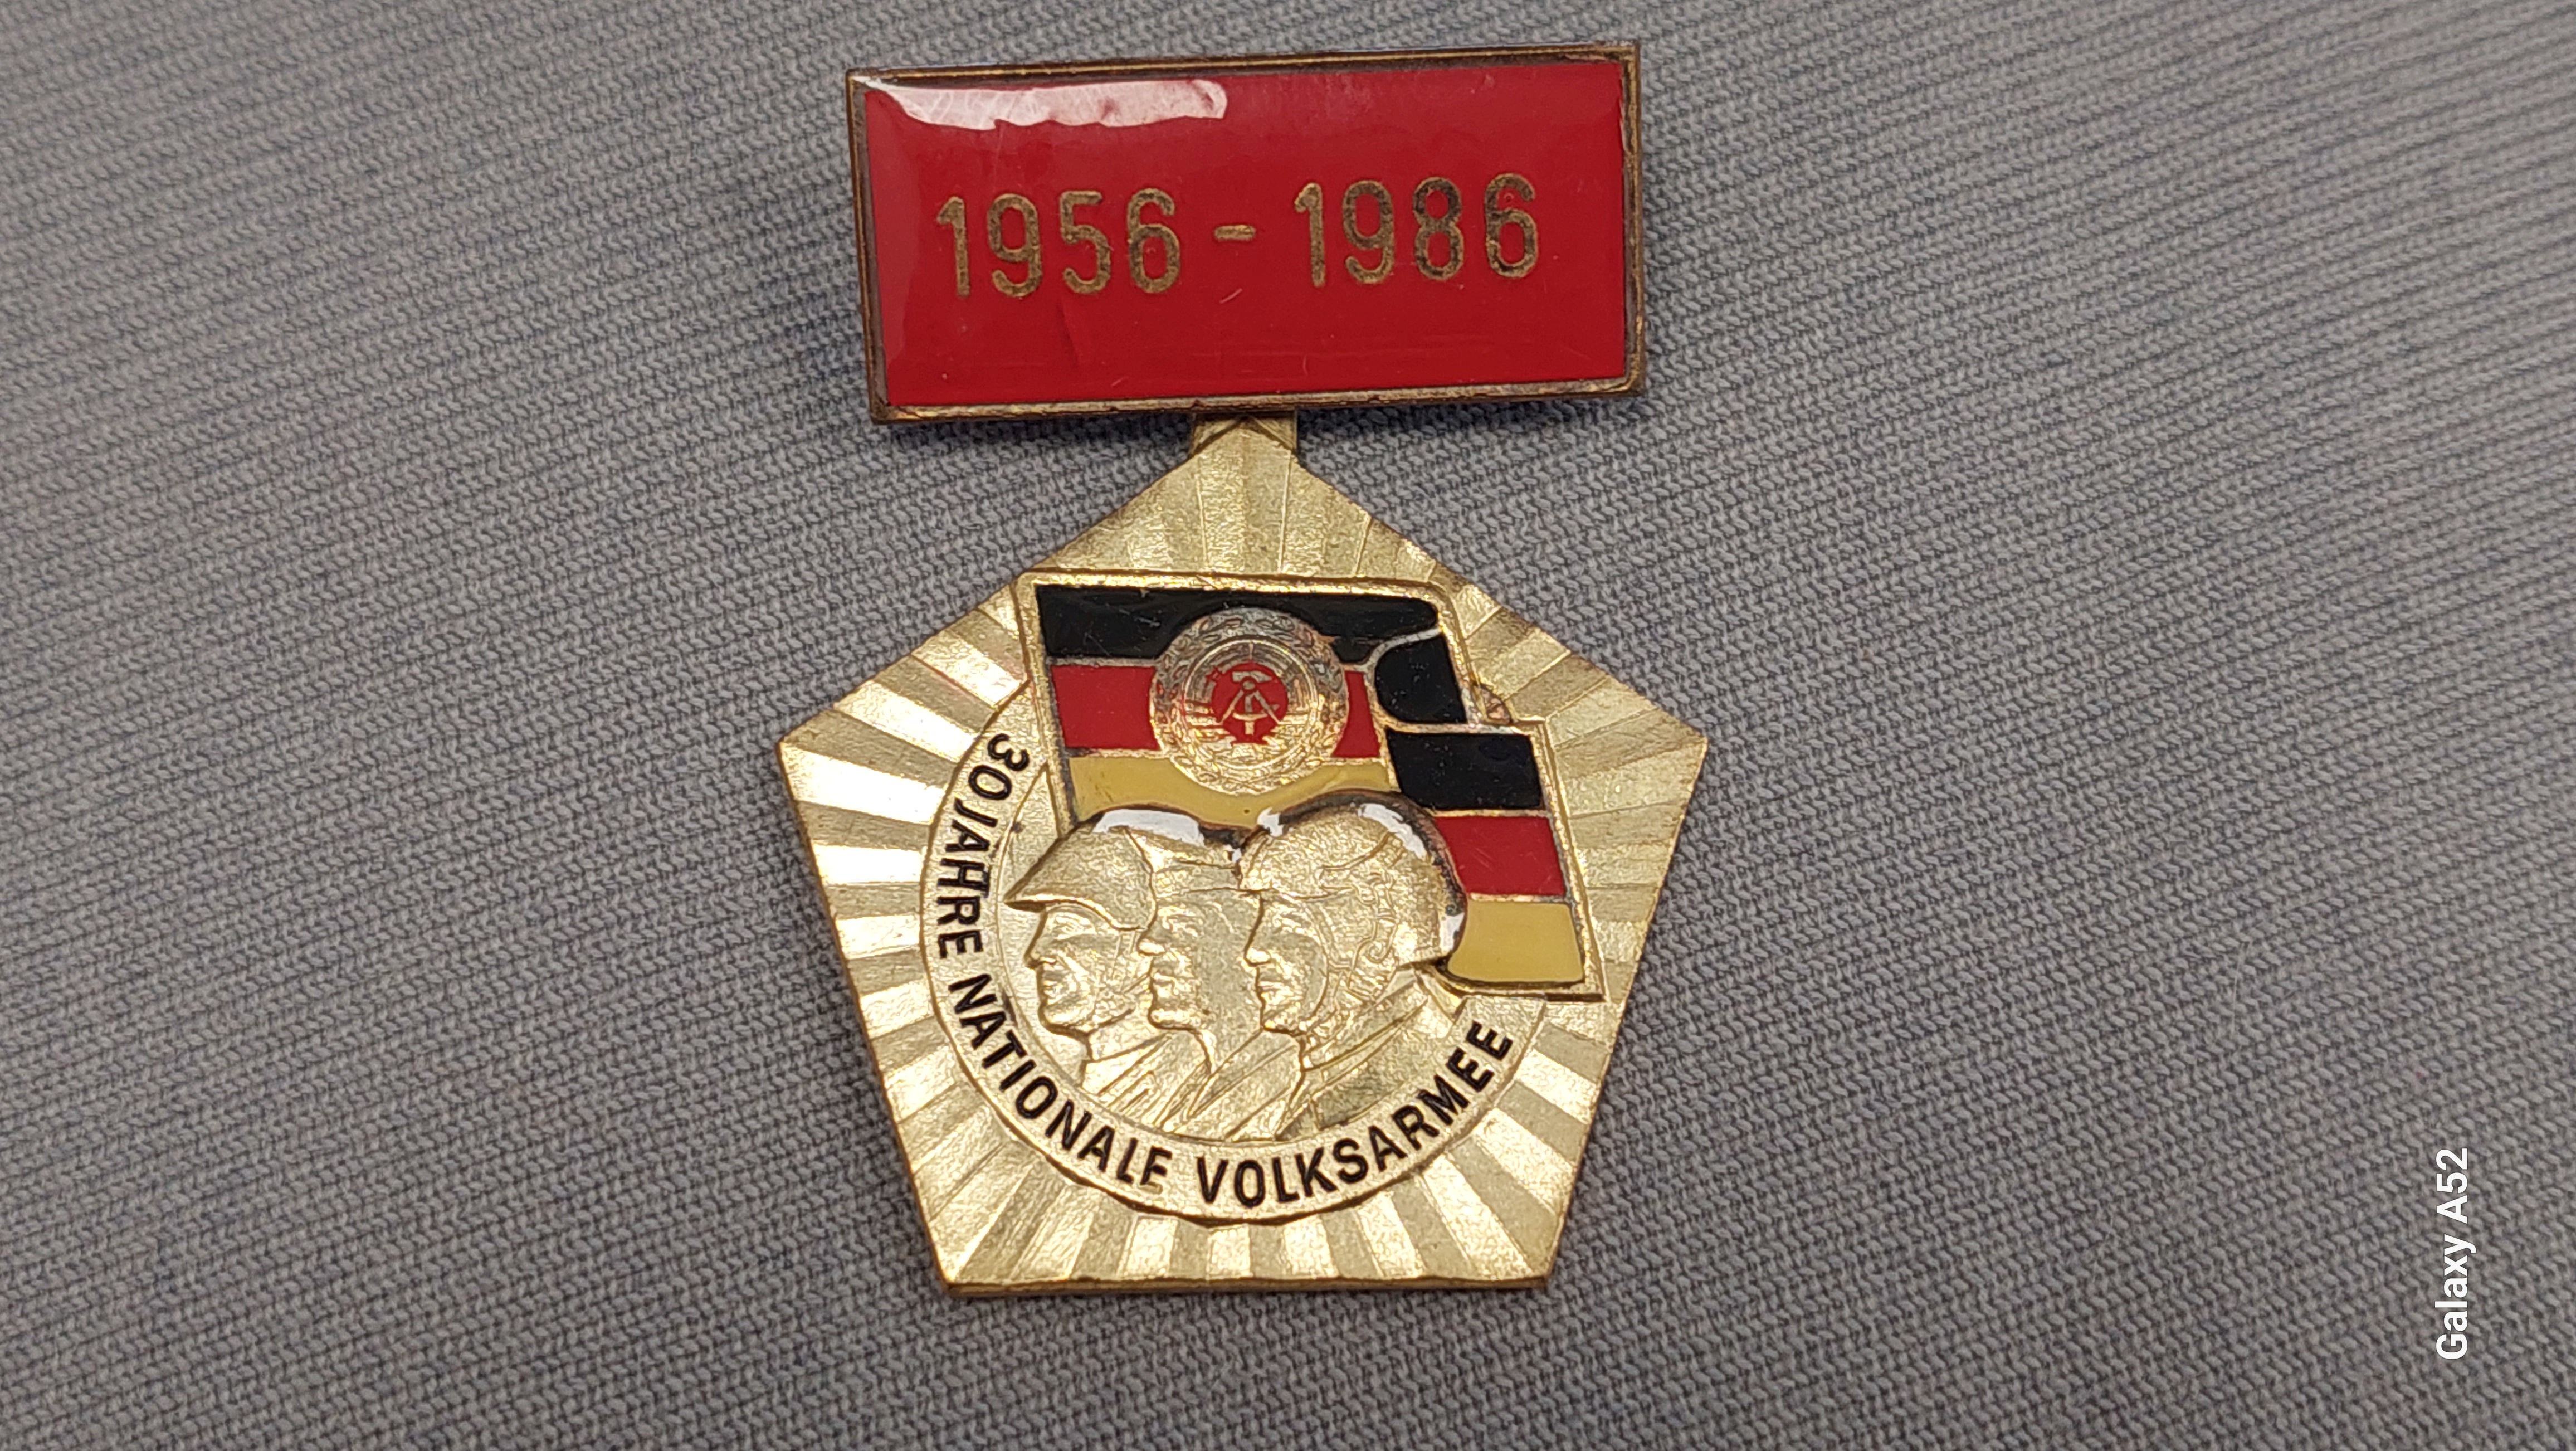 1956 - 1986
30 JAHRE NATIONALE VOLKSARMEE
Galaxy A52